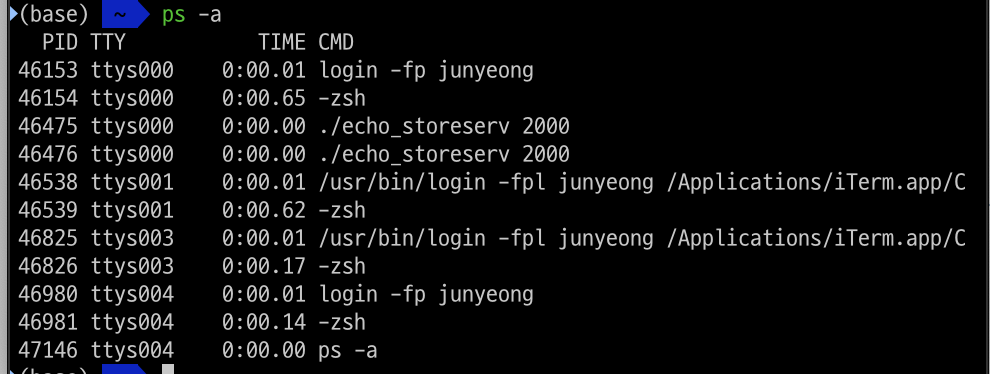 (base) ~ ps -a
PID TTY TIME CMD
46153 ttys000 0:00.01 login -fp junyeong
46154 ttys000 0:00.65 -zsh
46475 ttys000 0:00.00 ./echo_storeserv 2000
46476 ttys000 0:00.00 ./echo_storeserv 2000
46538 ttys001 0:00.01 /usr/bin/login -fpl junyeong /Applications/iTerm.app/C
46539 ttys001 0:00.62 -zsh
46825 ttys003 0:00.01 /usr/bin/login -fpl junyeong /Applications/iTerm.app/C
46826 ttys003 0:00.17 -zsh
46980 ttys004 0:00.01 login -fp junyeong
46981 ttys004 0:00.14 -zsh
47146 ttys004 0:00.00 ps -a
(base) ~